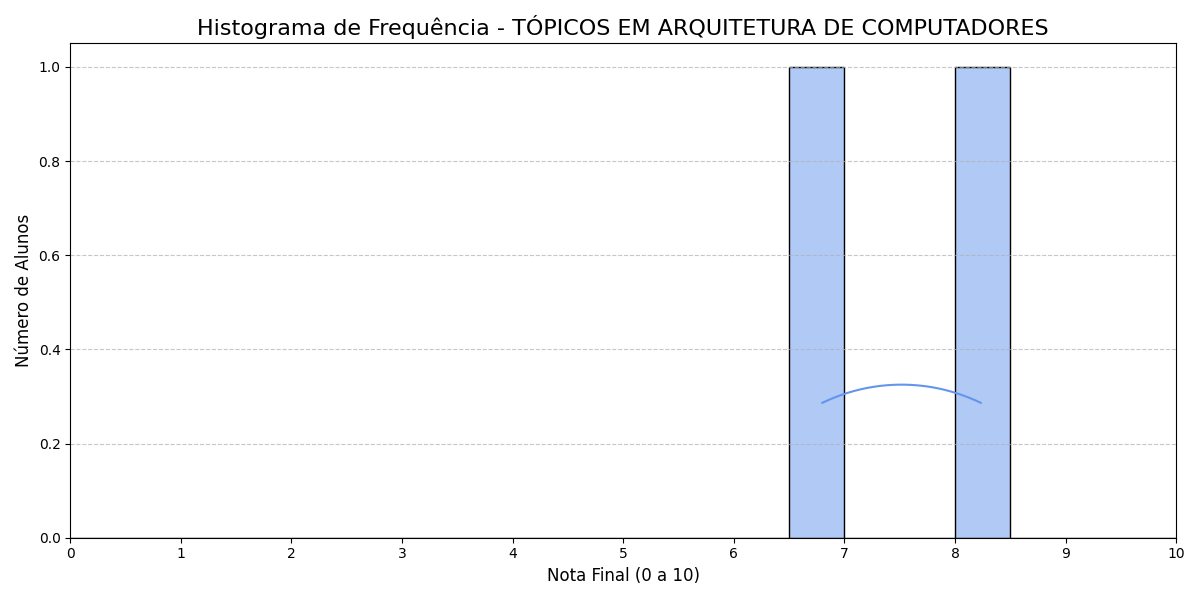 Histograma de Frequência - TÓPICOS EM ARQUITETURA DE COMPUTADORES
Número de Alunos
1.0
0.8
0.6
0.4
0.2
0.0
0 1 2 3 4 5 6 7 8 9 10
Nota Final (0 a 10)